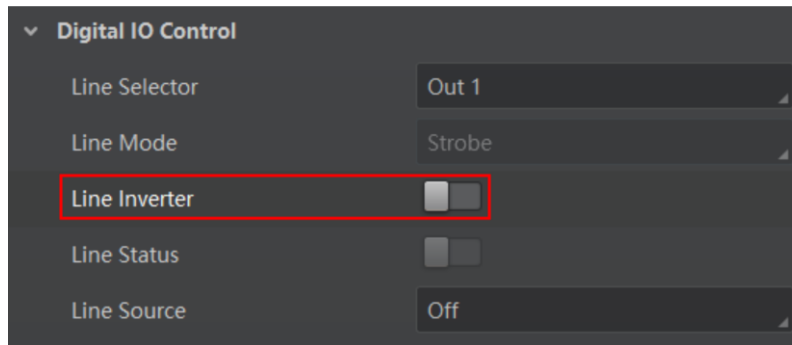 Digital IO Control
Line Selector Out 1
Line Mode Strobe
Line Inverter
Line Status
Line Source Off